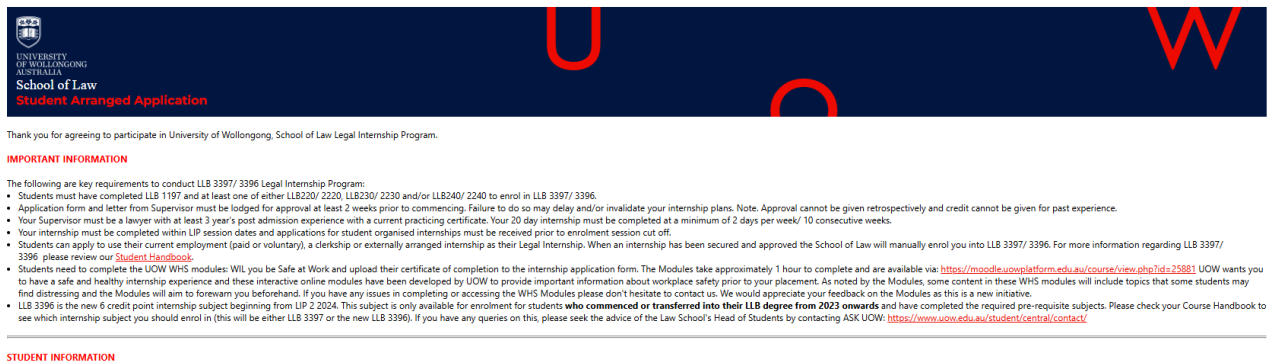 UNIVERSITY
OF WOLLONGONG
AUSTRALIA
School of Law
Student Arranged Application
U
O
W
Thank you for agreeing to participate in University of Wollongong, School of Law Legal Internship Program.
IMPORTANT INFORMATION
The following are key requirements to conduct LLB 3397/ 3396 Legal Internship Program:
• Students must have completed LLB 1197 and at least one of either LLB220/ 2220, LLB230/ 2230 and/or LLB240/ 2240 to enrol in LLB 3397/ 3396.
• Application form and letter from Supervisor must be lodged for approval at least 2 weeks prior to commencing. Failure to do so may delay and/or invalidate your internship plans. Note. Approval cannot be given retrospectively and credit cannot be given for past experience.
• Your Supervisor must be a lawyer with at least 3 year's post admission experience with a current practicing certificate. Your 20 day internship must be completed at a minimum of 2 days per week/ 10 consecutive weeks.
• Your internship must be completed within LIP session dates and applications for student organised internships must be received prior to enrolment session cut off.
• Students can apply to use their current employment (paid or voluntary), a clerkship or externally arranged internship as their Legal Internship. When an internship has been secured and approved the School of Law will manually enrol you into LLB 3397/ 3396. For more information regarding LLB 3397/
3396 please review our Student Handbook.
• Students need to complete the UOW WHS modules: WIL you be Safe at Work and upload their certificate of completion to the internship application form. The Modules take approximately 1 hour to complete and are available via: https://moodle.uowplatform.edu.au/course/view.php?id=25881 UOW wants you
to have a safe and healthy internship experience and these interactive online modules have been developed by UOW to provide important information about workplace safety prior to your placement. As noted by the Modules, some content in these WHS modules will include topics that some students may
find distressing and the Modules will aim to forewarn you beforehand. If you have any issues in completing or accessing the WHS Modules please don't hesitate to contact us. We would appreciate your feedback on the Modules as this is a new initiative.
• LLB 3396 is the new 6 credit point internship subject beginning from LIP 2 2024. This subject is only available for enrolment for students who commenced or transferred into their LLB degree from 2023 onwards and have completed the required pre-requisite subjects. Please check your Course Handbook to
see which internship subject you should enrol in (this will be either LLB 3397 or the new LLB 3396). If you have any queries on this, please seek the advice of the Law School's Head of Students by contacting ASK UOW: https://www.uow.edu.au/student/central/contact/
STUDENT INFORMATION